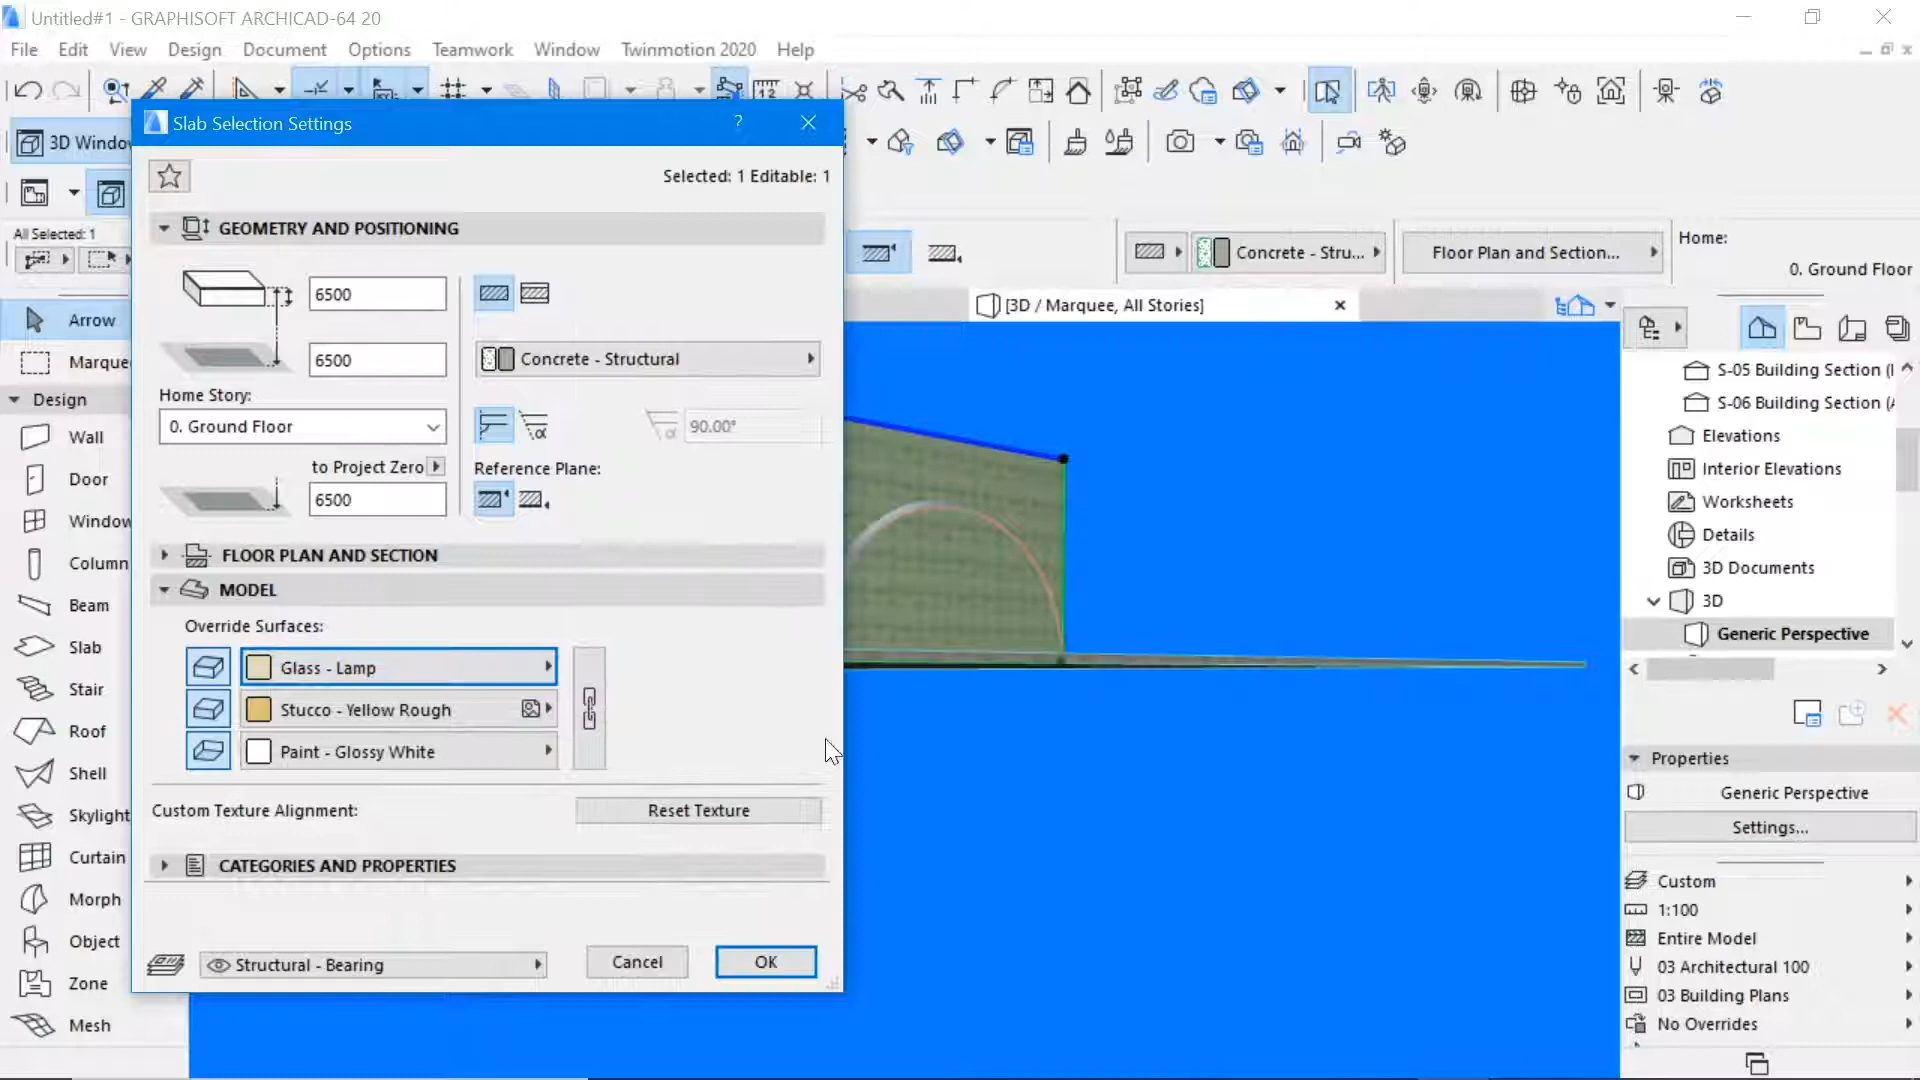 Untitled#1 - GRAPHISOFT ARCHICAD-64 20
File Edit View Design Document Options Teamwork Window Twinmotion 2020 Help
3D Windo
Slab Selection Settings ?
Selected: 1 Editable: 1
All Selected: 1
GEOMETRY AND POSITIONING
6500
6500
Concrete - Structural
Home Story:
0. Ground Floor
90.00°
to Project Zero
Reference Plane:
6500
FLOOR PLAN AND SECTION
MODEL
Override Surfaces:
Glass - Lamp
Stucco - Yellow Rough
Paint - Glossy White
Custom Texture Alignment:
Reset Texture
CATEGORIES AND PROPERTIES
Structural - Bearing
Cancel
OK
Arrow
Marque
Design
Wall
Door
Window
Column
Beam
Slab
Stair
Roof
Shell
Skylight
Curtain
Morph
Object
Zone
Mesh
Concrete - Stru...
Floor Plan and Section...
Home:
0. Ground Floor
[3D / Marquee, All Stories]
S-05 Building Section (
S-06 Building Section (
Elevations
Interior Elevations
Worksheets
Details
3D Documents
3D
Generic Perspective
Properties
Generic Perspective
Settings...
Custom
1:100
Entire Model
03 Architectural 100
03 Building Plans
No Overrides